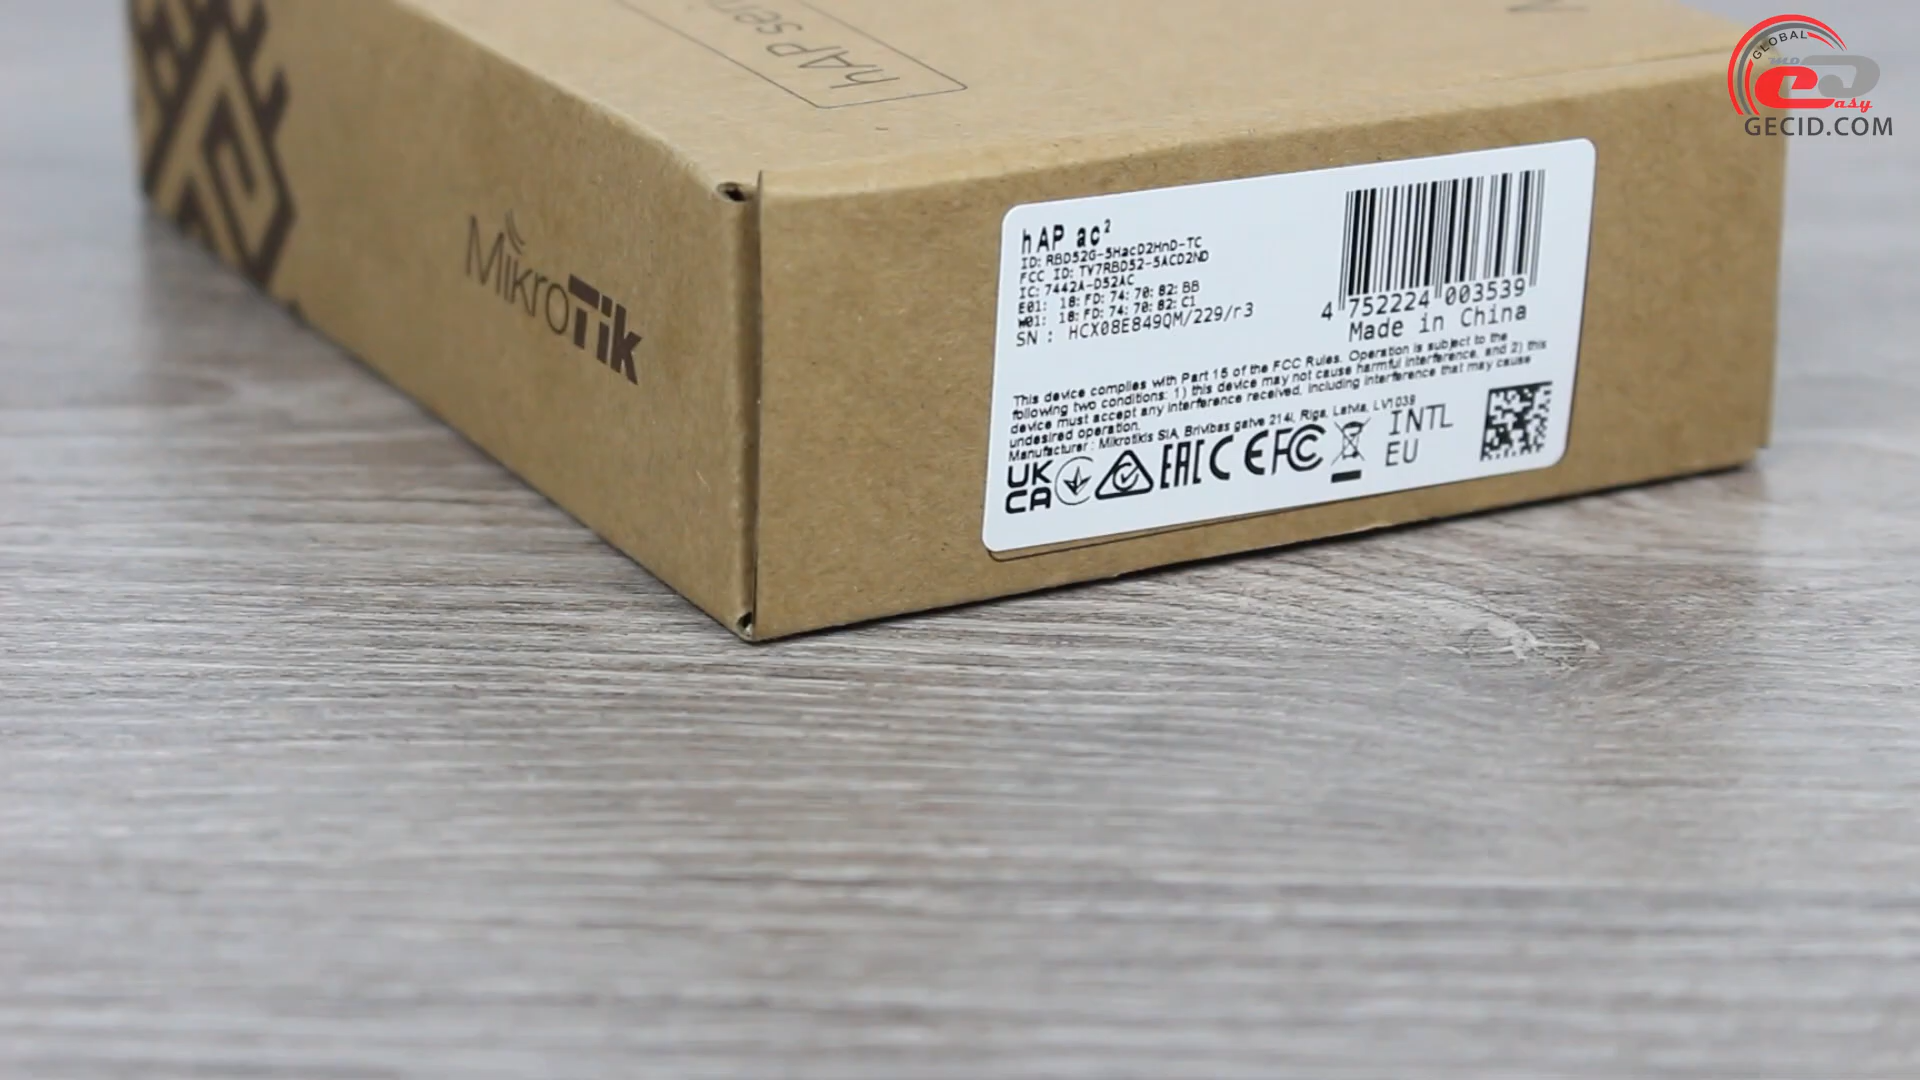 GLOBAL
easy
GECID.COM
hAP
MikroTik
hAP ac²
ID: RBD52G-5HacD2HnD-TC
FCC ID: TV7RBD52-5ACD2ND
IC: 7442A-D52AC
E01: 18:FD:74:70:82:BB
W01: 18:FD:74:70:82:C1
SN : HCX08E849QM/229/r3
4 752224 003539
Made in China
This device complies with Part 15 of the FCC Rules. Operation is subject to the
following two conditions: 1) this device may not cause harmful interference, and 2) this
device must accept any interference received, including interference that may cause
undesired operation.
Manufacturer: Mikrotikls SIA, Brivibas gatve 214i, Riga, Latvia, LV1039
UK
CA
EAC
CE
FC
INTL
EU